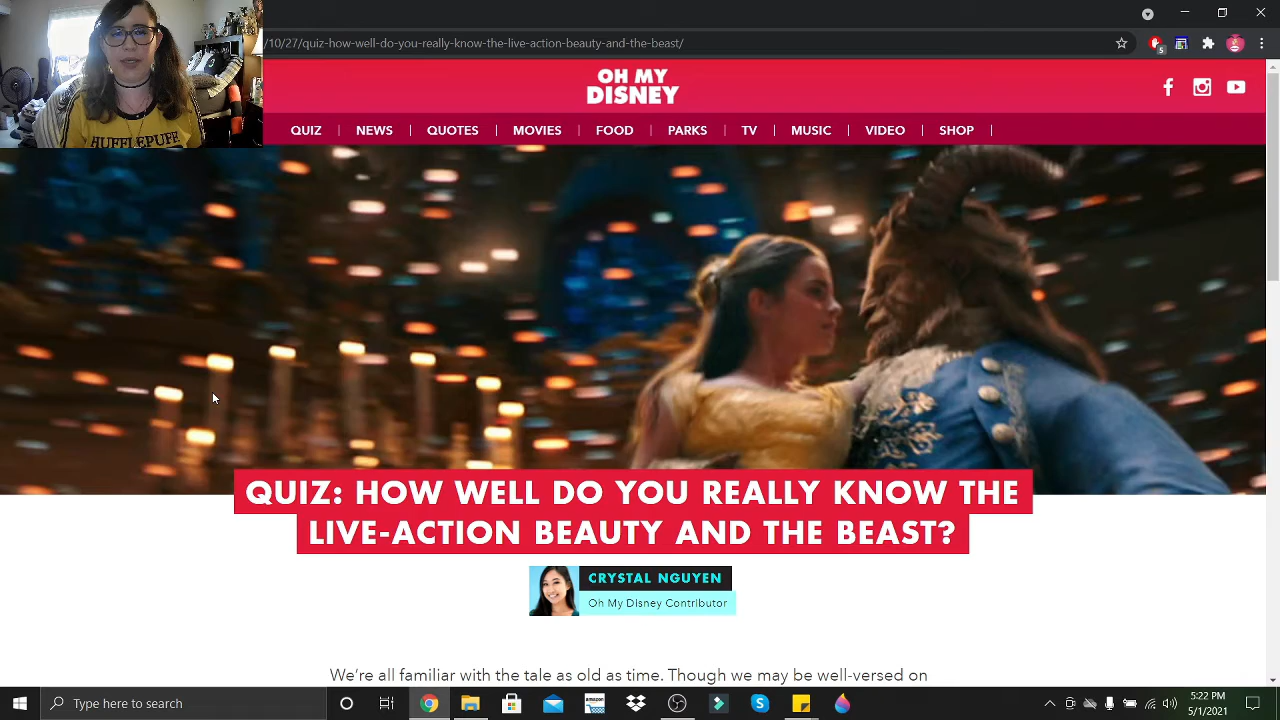 /10/27/quiz-how-well-do-you-really-know-the-live-action-beauty-and-the-beast/
5
HUFFLEPUFF
OH MY
DISNEY
QUIZ | NEWS | QUOTES | MOVIES | FOOD | PARKS | TV | MUSIC | VIDEO | SHOP |
QUIZ: HOW WELL DO YOU REALLY KNOW THE
LIVE-ACTION BEAUTY AND THE BEAST?
CRYSTAL NGUYEN
Oh My Disney Contributor
We're all familiar with the tale as old as time. Though we may be well-versed on
Type here to search
amazon
5:22 PM
5/1/2021